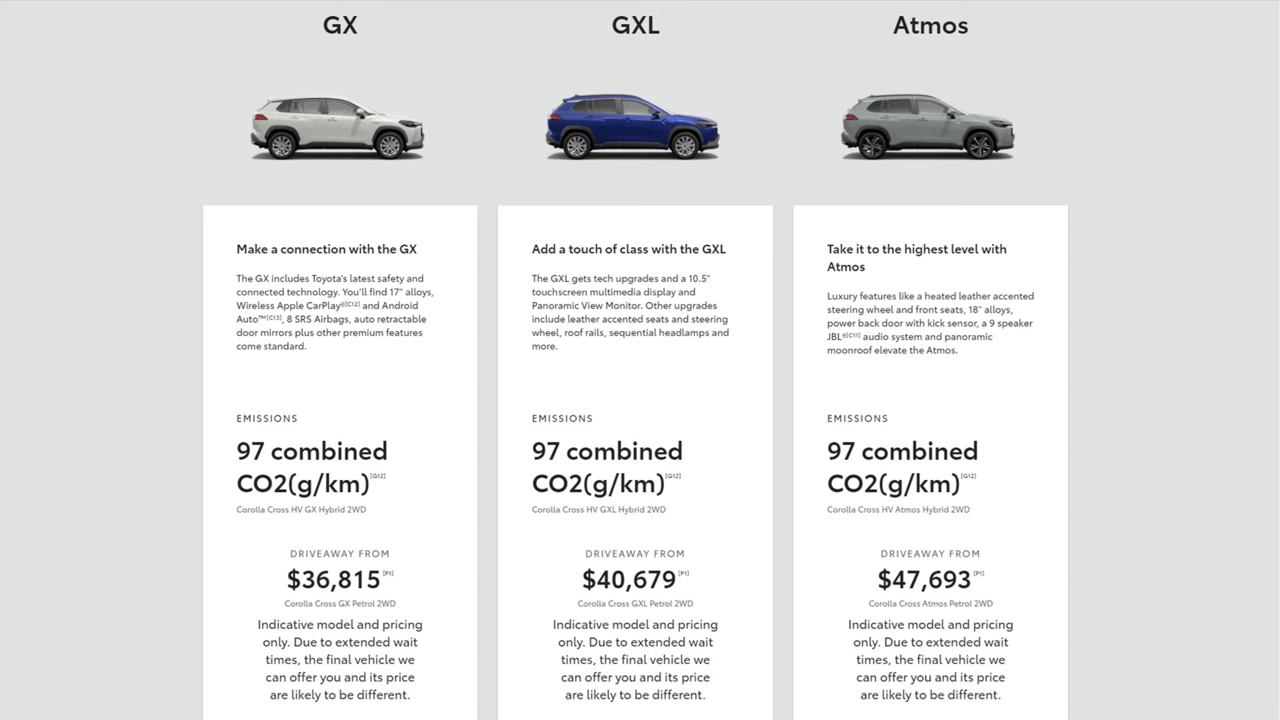 GX
GXL
Atmos
Make a connection with the GX
The GX includes Toyota's latest safety and
connected technology. You'll find 17" alloys,
Wireless Apple CarPlay®[C12] and Android
Auto™[C13], 8 SRS Airbags, auto retractable
door mirrors plus other premium features
come standard.
EMISSIONS
97 combined
CO2(g/km)[G12]
Corolla Cross HV GX Hybrid 2WD
DRIVEAWAY FROM
$36,815[P1]
Corolla Cross GX Petrol 2WD
Indicative model and pricing
only. Due to extended wait
times, the final vehicle we
can offer you and its price
are likely to be different.
Add a touch of class with the GXL
The GXL gets tech upgrades and a 10.5"
touchscreen multimedia display and
Panoramic View Monitor. Other upgrades
include leather accented seats and steering
wheel, roof rails, sequential headlamps and
more.
EMISSIONS
97 combined
CO2(g/km)[G12]
Corolla Cross HV GXL Hybrid 2WD
DRIVEAWAY FROM
$40,679[P1]
Corolla Cross GXL Petrol 2WD
Indicative model and pricing
only. Due to extended wait
times, the final vehicle we
can offer you and its price
are likely to be different.
Take it to the highest level with
Atmos
Luxury features like a heated leather accented
steering wheel and front seats, 18" alloys,
power back door with kick sensor, a 9 speaker
JBL®[C11] audio system and panoramic
moonroof elevate the Atmos.
EMISSIONS
97 combined
CO2(g/km)[G12]
Corolla Cross HV Atmos Hybrid 2WD
DRIVEAWAY FROM
$47,693[P1]
Corolla Cross Atmos Petrol 2WD
Indicative model and pricing
only. Due to extended wait
times, the final vehicle we
can offer you and its price
are likely to be different.